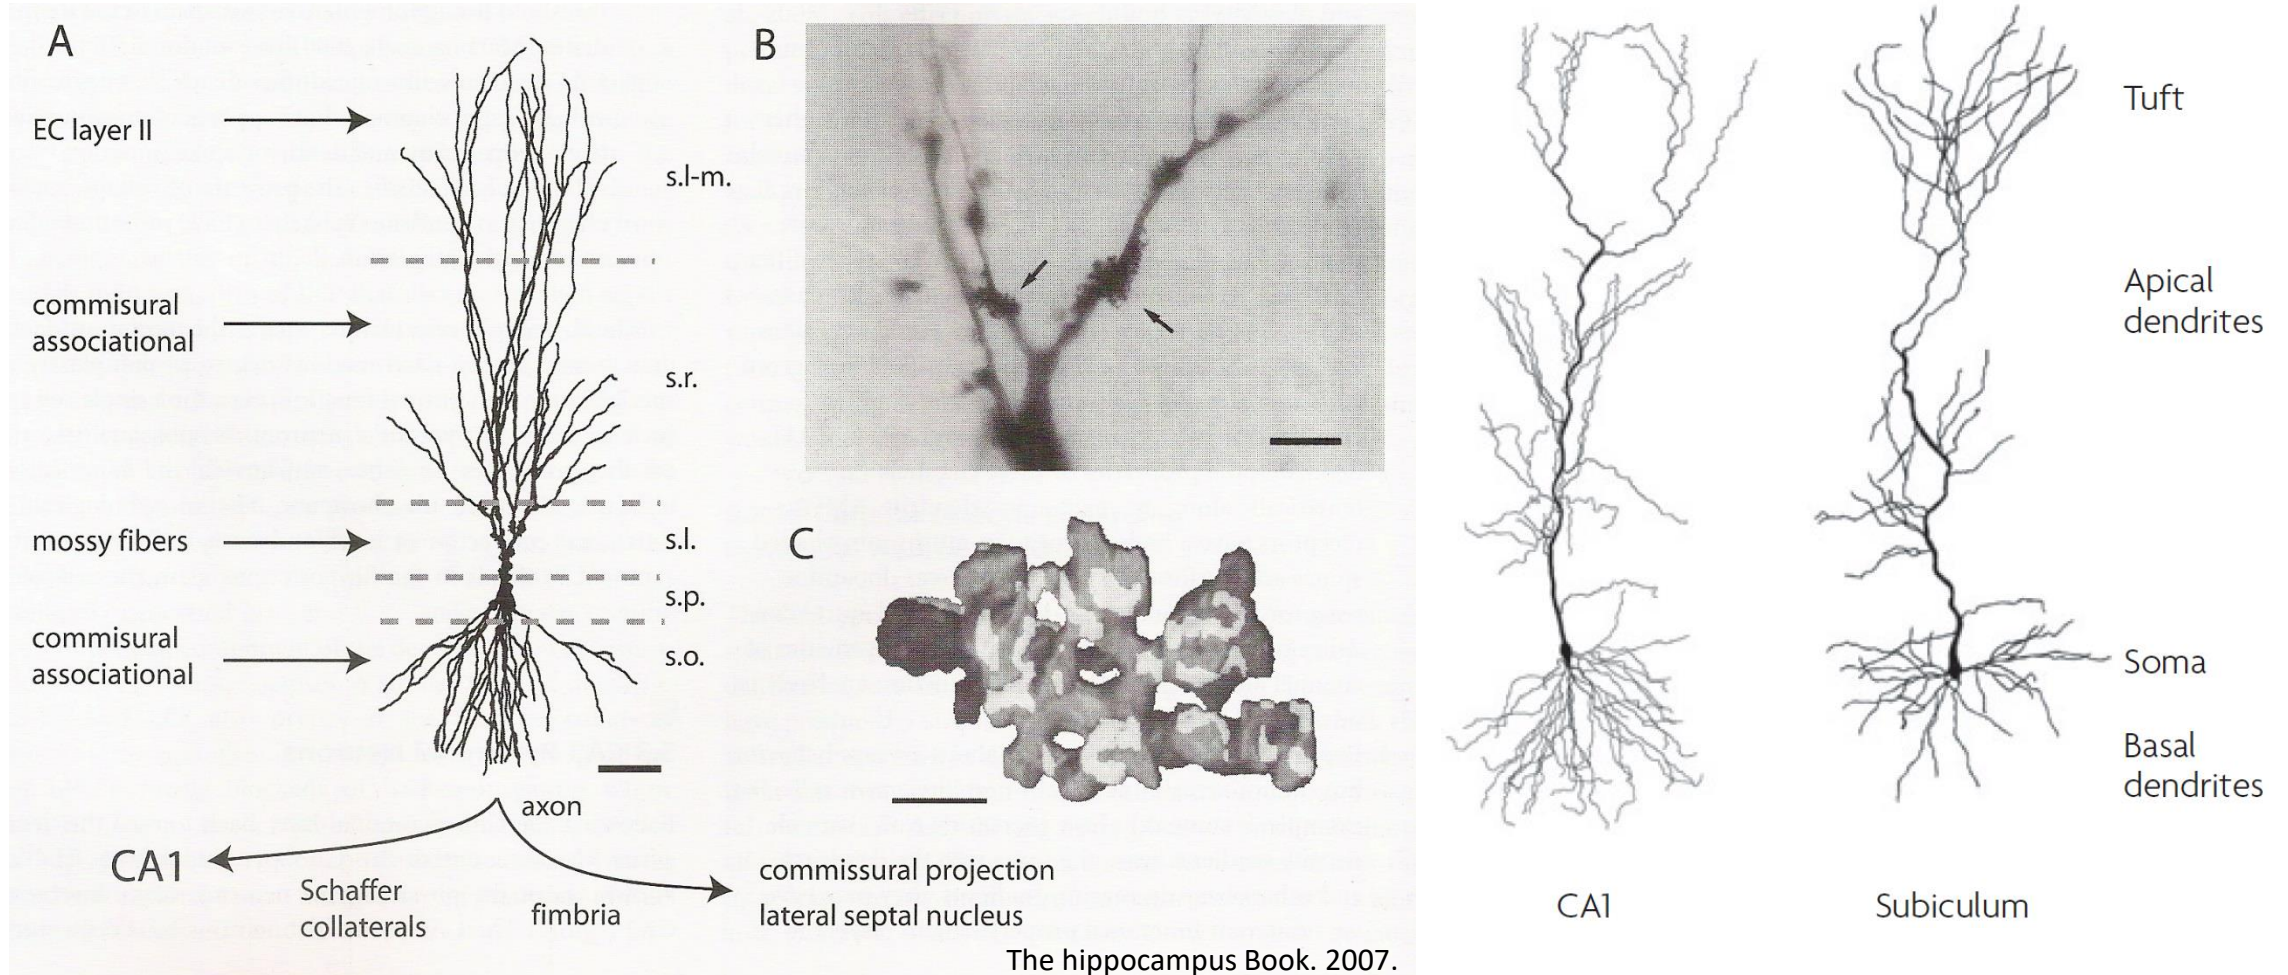 A
EC layer II
commisural
associational
mossy fibers
commisural
associational
s.l-m.
s.r.
s.l.
s.p.
s.o.
axon
CA1
Schaffer
collaterals
fimbria
commissural projection
lateral septal nucleus
B
C
The hippocampus Book. 2007.
Tuft
Apical
dendrites
Soma
Basal
dendrites
CA1
Subiculum